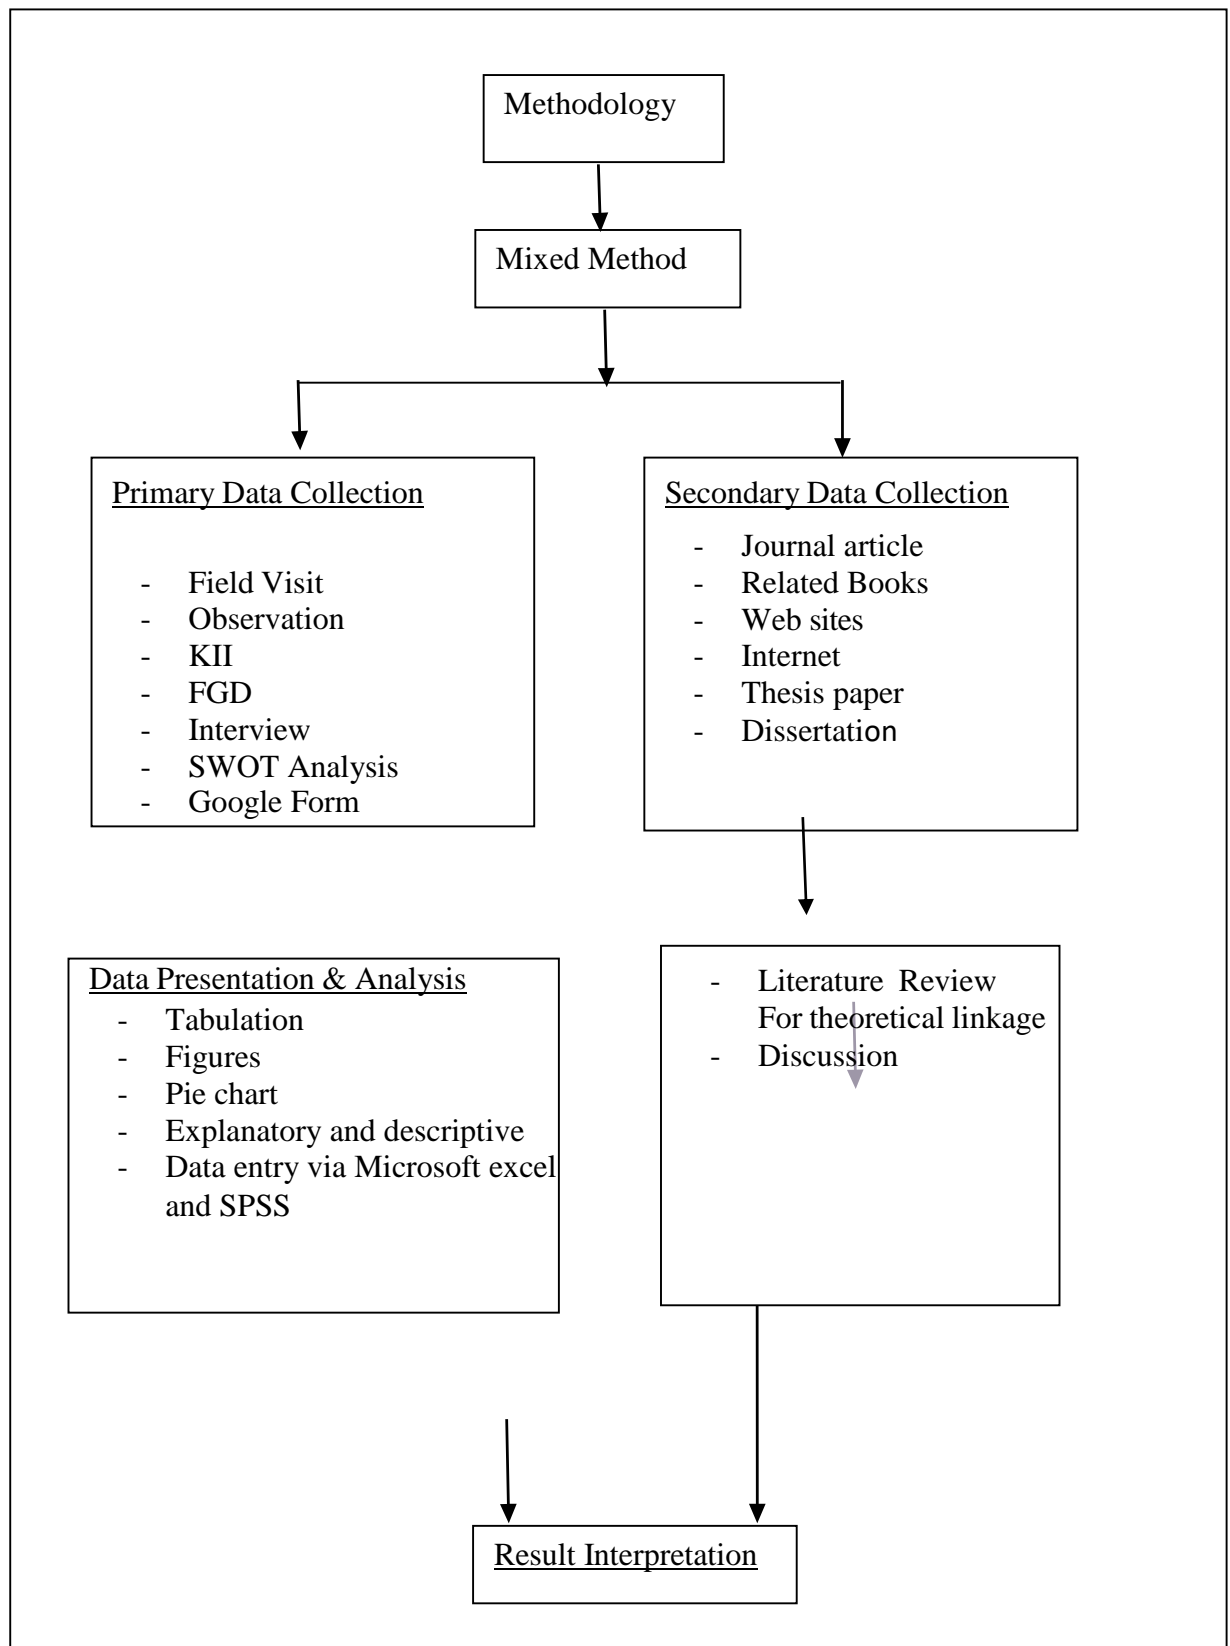 Methodology
Mixed Method
Primary Data Collection
- Field Visit
- Observation
- KII
- FGD
- Interview
- SWOT Analysis
- Google Form
Secondary Data Collection
- Journal article
- Related Books
- Web sites
- Internet
- Thesis paper
- Dissertation
Data Presentation & Analysis
- Tabulation
- Figures
- Pie chart
- Explanatory and descriptive
- Data entry via Microsoft excel
and SPSS
- Literature Review
For theoretical linkage
- Discussion
Result Interpretation